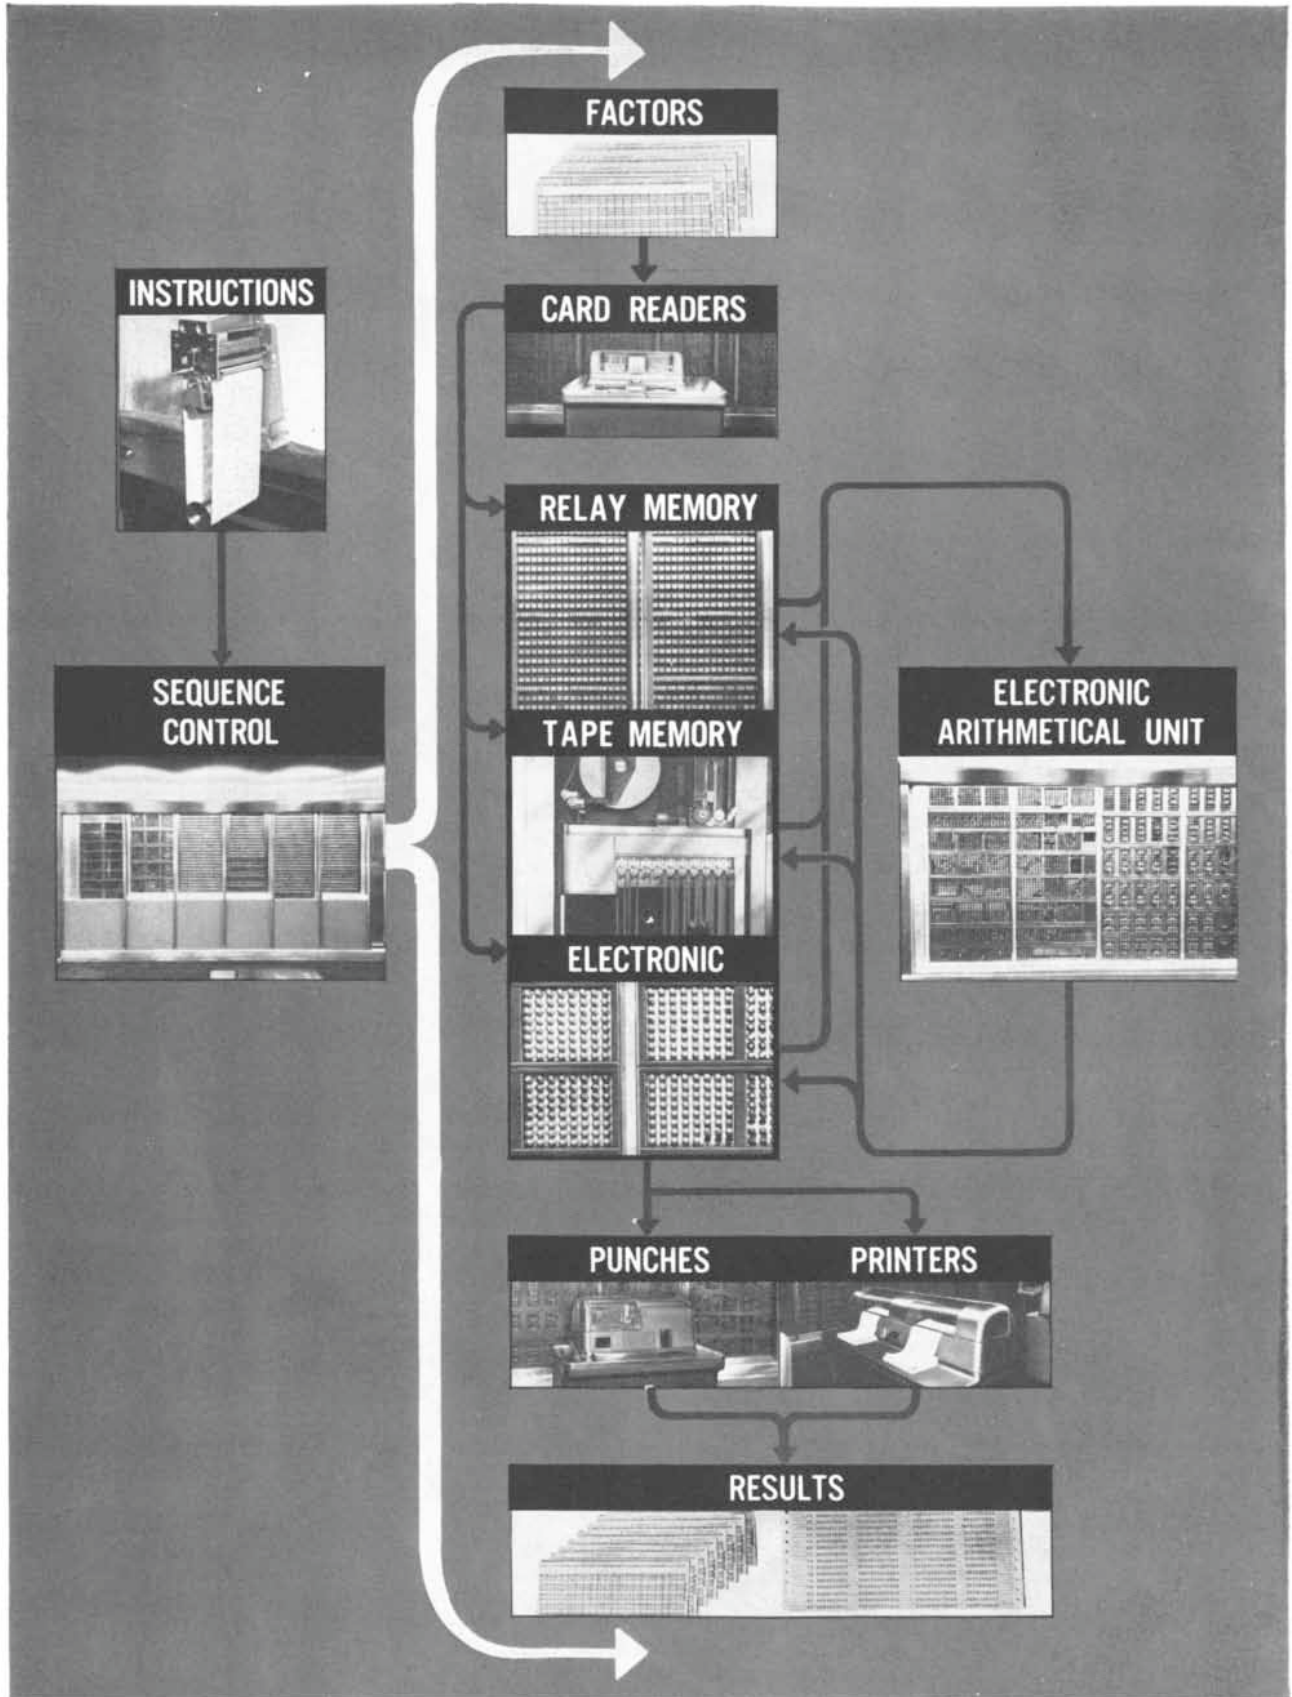 FACTORS
INSTRUCTIONS
CARD READERS
RELAY MEMORY
SEQUENCE
CONTROL
ELECTRONIC
ARITHMETICAL UNIT
TAPE MEMORY
ELECTRONIC
PUNCHES
PRINTERS
RESULTS